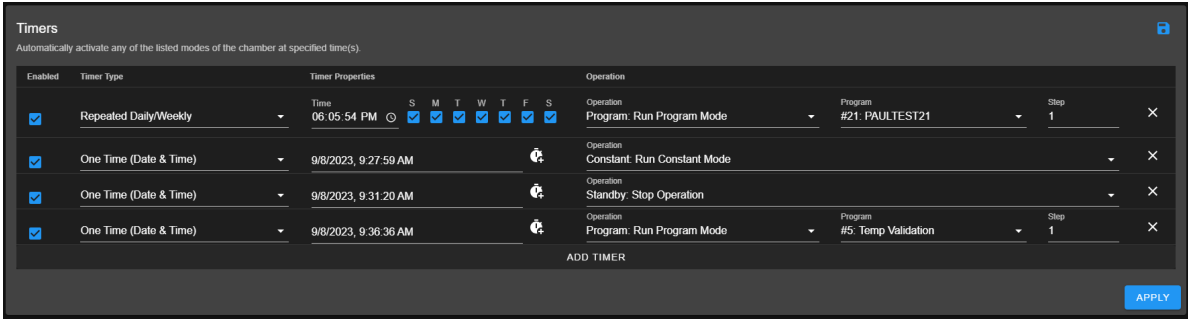 Timers
Automatically activate any of the listed modes of the chamber at specified time(s).
Enabled Timer Type Timer Properties Operation
Time S M T W T F S Operation Program Step
Repeated Daily/Weekly 06:05:54 PM Program: Run Program Mode #21: PAULTEST21 1
Operation
One Time (Date & Time) 9/8/2023, 9:27:59 AM Constant: Run Constant Mode
Operation
One Time (Date & Time) 9/8/2023, 9:31:20 AM Standby: Stop Operation
Operation Program Step
One Time (Date & Time) 9/8/2023, 9:36:36 AM Program: Run Program Mode #5: Temp Validation 1
ADD TIMER
APPLY